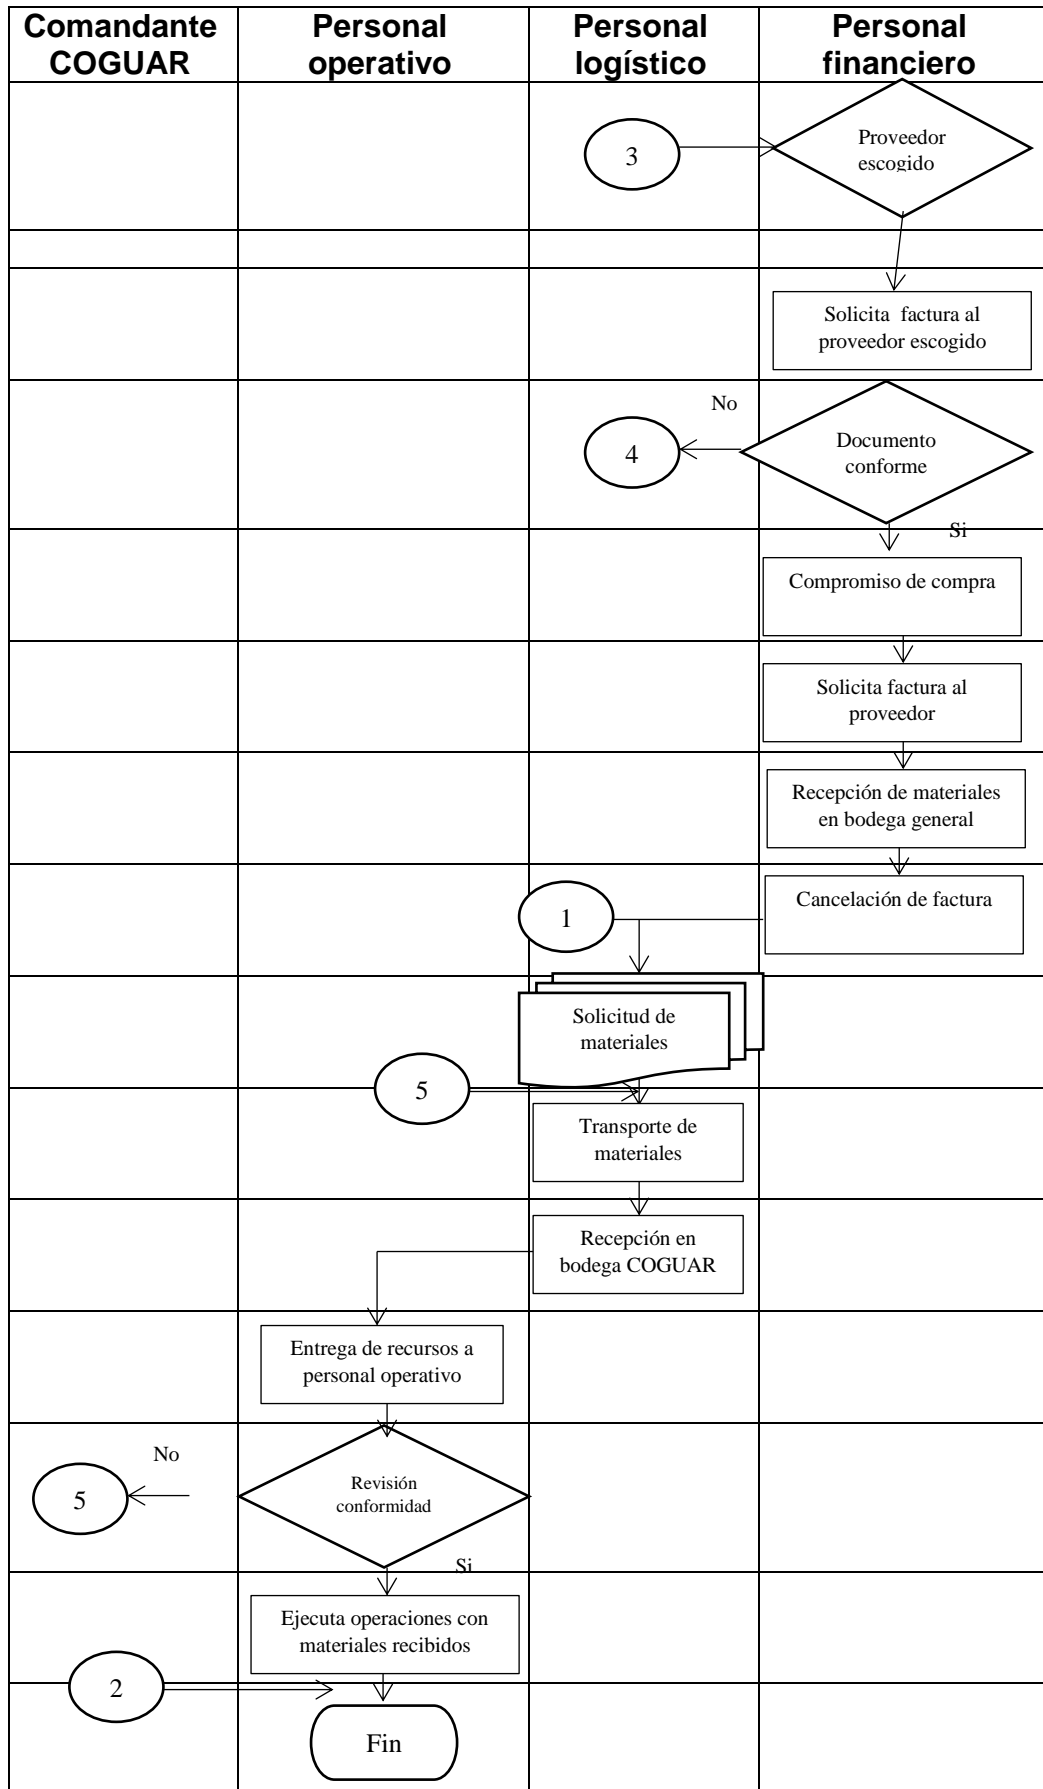 Comandante
COGUAR
Personal
operativo
Personal
logístico
Personal
financiero
3
Proveedor
escogido
Solicita factura al
proveedor escogido
No
4
Documento
conforme
Si
Compromiso de compra
Solicita factura al
proveedor
Recepción de materiales
en bodega general
1
Cancelación de factura
Solicitud de
materiales
5
Transporte de
materiales
Recepción en
bodega COGUAR
Entrega de recursos a
personal operativo
No
5
Revisión
conformidad
Si
Ejecuta operaciones con
materiales recibidos
2
Fin